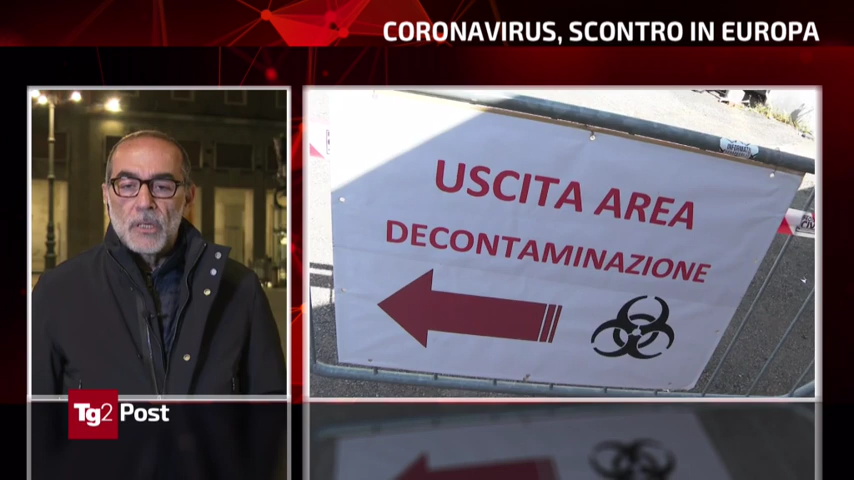 CORONAVIRUS, SCONTRO IN EUROPA
USCITA AREA
DECONTAMINAZIONE
Tg2 Post